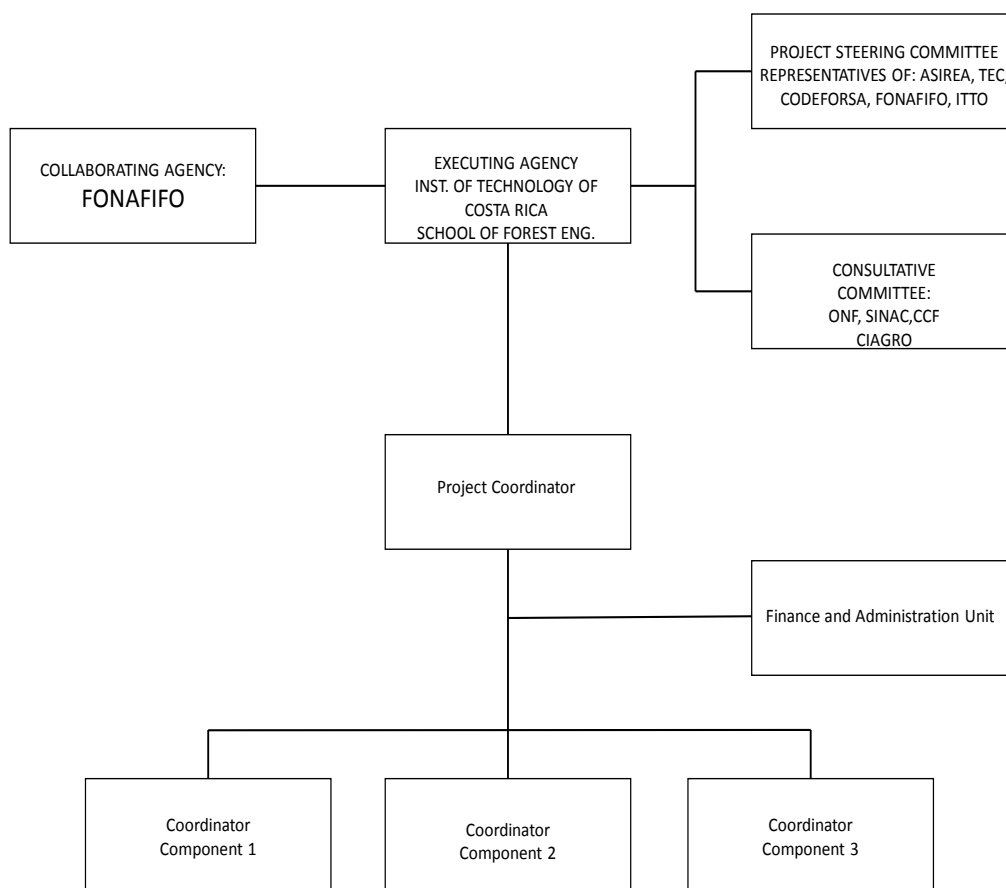 PROJECT STEERING COMMITTEE
REPRESENTATIVES OF: ASIREA, TEC,
CODEFORSA, FONAFIFO, ITTO
COLLABORATING AGENCY:
FONAFIFO
EXECUTING AGENCY
INST. OF TECHNOLOGY OF
COSTA RICA
SCHOOL OF FOREST ENG.
CONSULTATIVE
COMMITTEE:
ONF, SINAC,CCF
CIAGRO
Project Coordinator
Finance and Administration Unit
Coordinator
Component 1
Coordinator
Component 2
Coordinator
Component 3